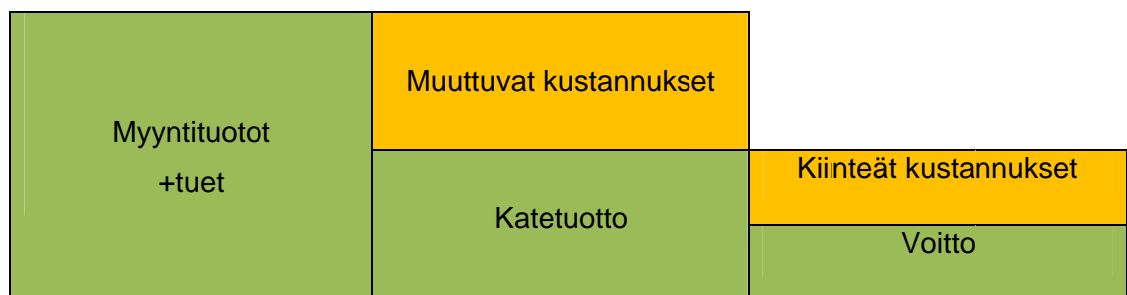 Myyntituotot
+tuet
Muuttuvat kustannukset
Katetuotto
Kiinteät kustannukset
Voitto